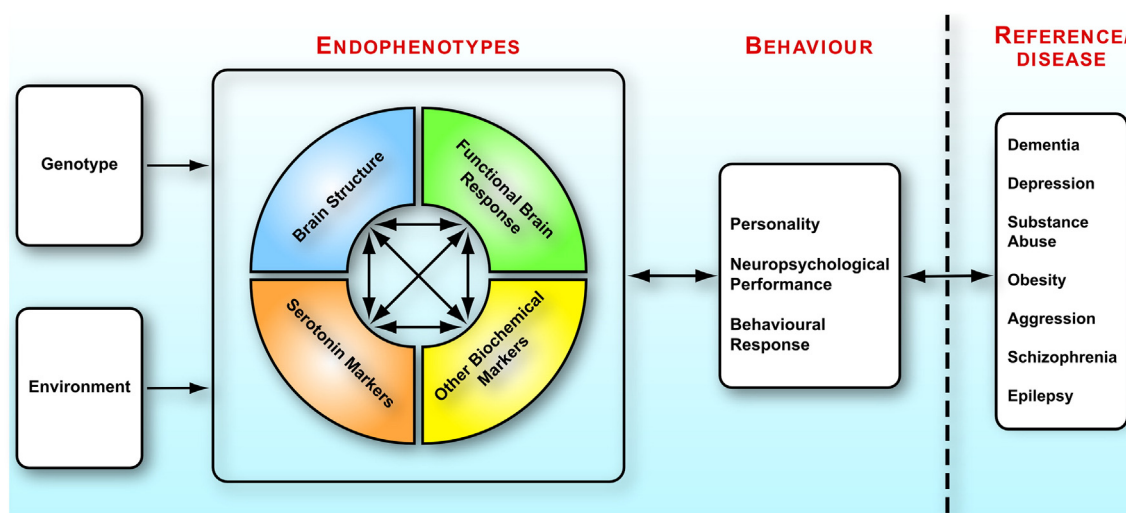 ENDOPHENOTYPES
BEHAVIOUR
REFERENCE/
DISEASE
Genotype
Environment
Brain Structure
Functional Brain
Response
Serotonin Markers
Other Biochemical
Markers
Personality
Neuropsychological
Performance
Behavioural
Response
Dementia
Depression
Substance
Abuse
Obesity
Aggression
Schizophrenia
Epilepsy